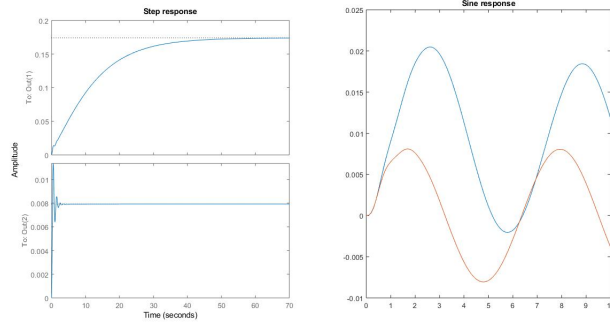 Step response
0.2
0.15
0.1
0.05
0
To: Out(1)
Amplitude
0.01
0.008
0.006
0.004
0.002
0
To: Out(2)
0 10 20 30 40 50 60 70
Time (seconds)
Sine response
0.025
0.02
0.015
0.01
0.005
0
-0.005
-0.01
0 1 2 3 4 5 6 7 8 9